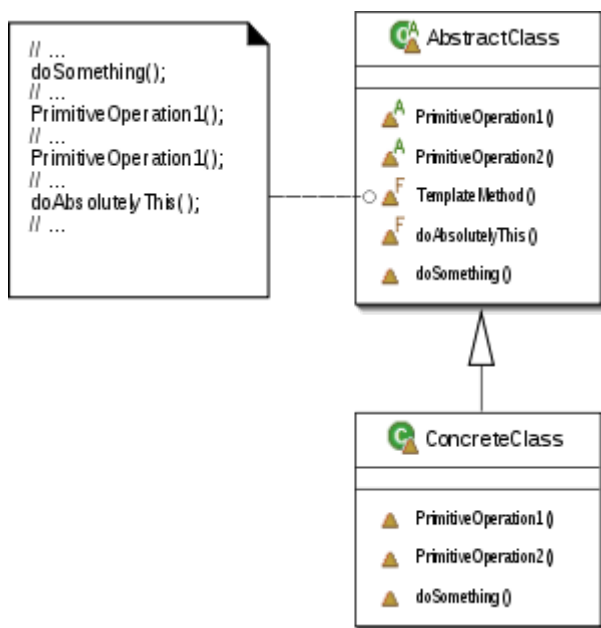 // ...
doSomething();
// ...
PrimitiveOperation1();
// ...
PrimitiveOperation1();
// ...
doAbsolutelyThis();
// ...
C A AbstractClass
A PrimitiveOperation1()
A PrimitiveOperation2()
F TemplateMethod()
F doAbsolutelyThis()
doSomething()
C ConcreteClass
PrimitiveOperation1()
PrimitiveOperation2()
doSomething()